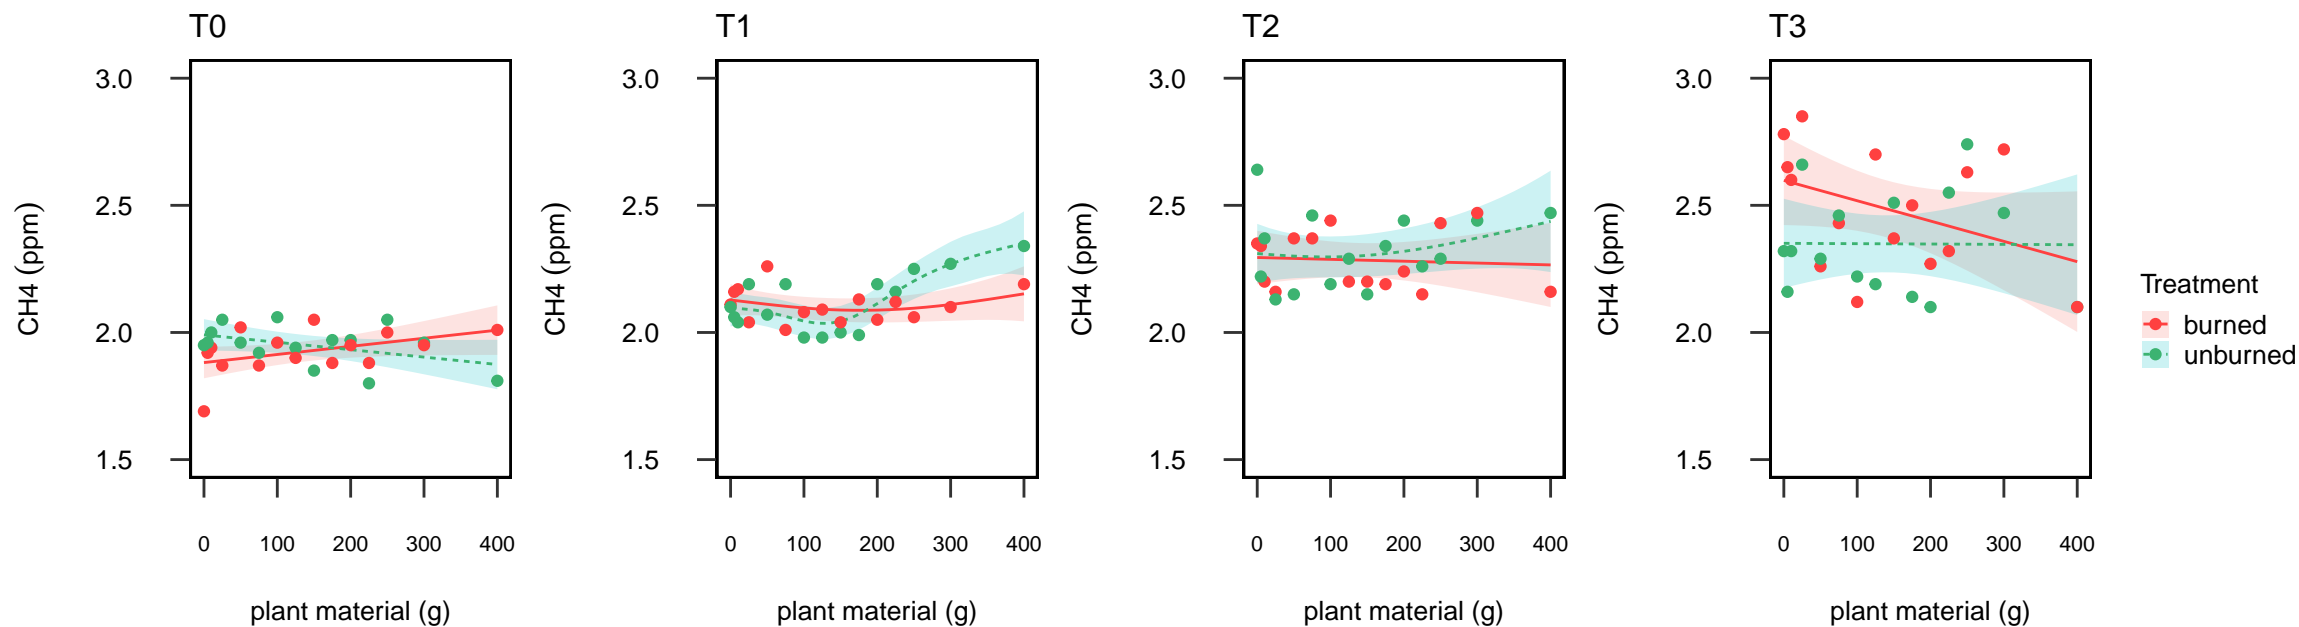 T0
T1
T2
T3
3.0
2.5
2.0
1.5
CH4 (ppm)
0 100 200 300 400
plant material (g)
3.0
2.5
2.0
1.5
CH4 (ppm)
0 100 200 300 400
plant material (g)
3.0
2.5
2.0
1.5
CH4 (ppm)
0 100 200 300 400
plant material (g)
3.0
2.5
2.0
1.5
CH4 (ppm)
0 100 200 300 400
plant material (g)
Treatment
burned
unburned